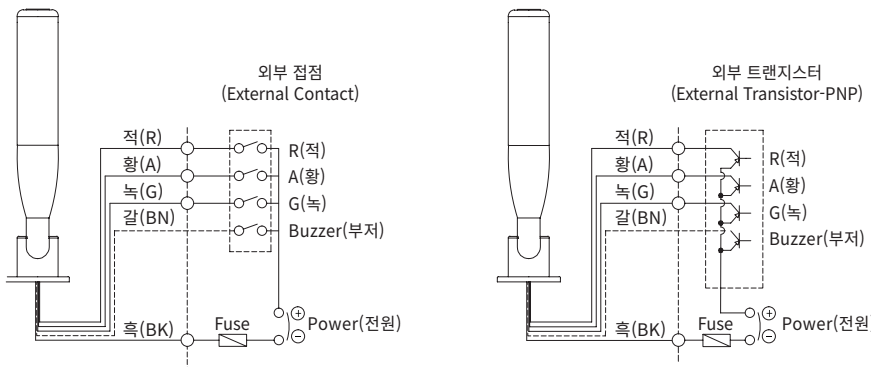 외부 접점
(External Contact)
적(R)
황(A)
녹(G)
갈(BN)
R(적)
A(황)
G(녹)
Buzzer(부저)
흑(BK)
Fuse
+
−
Power(전원)
외부 트랜지스터
(External Transistor-PNP)
적(R)
황(A)
녹(G)
갈(BN)
R(적)
A(황)
G(녹)
Buzzer(부저)
흑(BK)
Fuse
+
−
Power(전원)